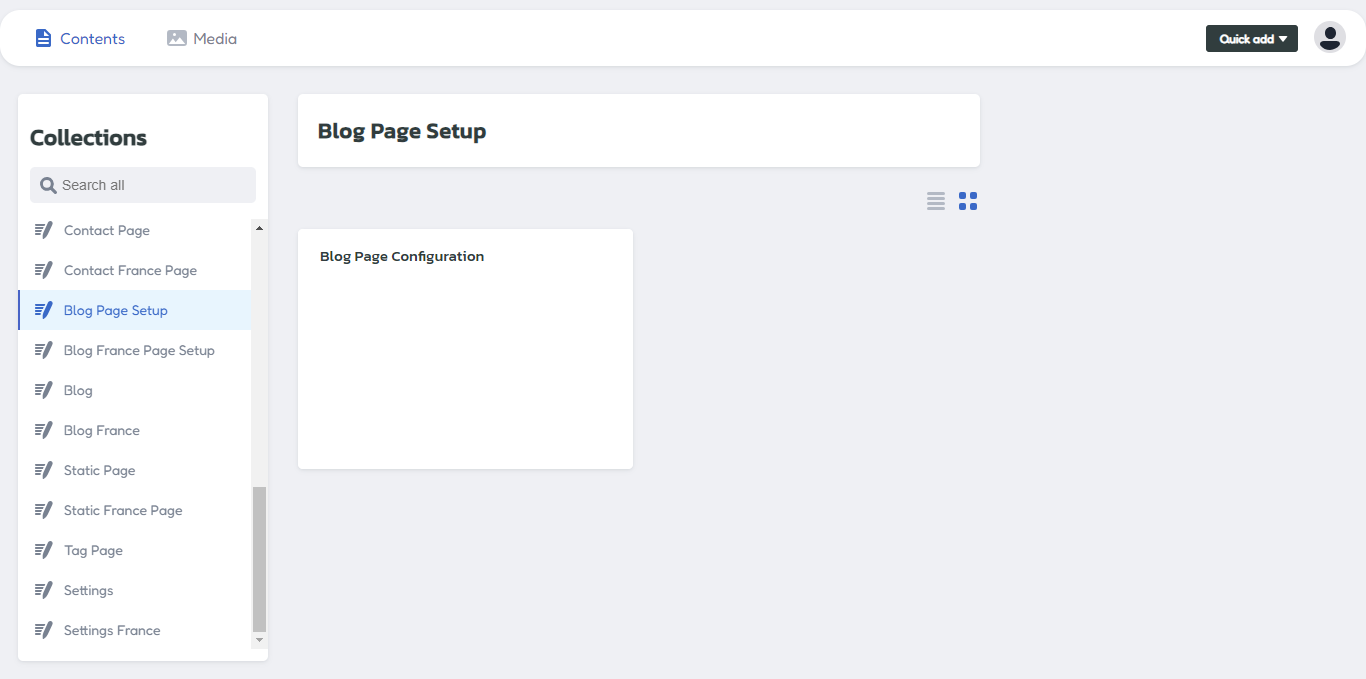 Contents
Media
Quick add
Collections
Search all
Contact Page
Contact France Page
Blog Page Setup
Blog France Page Setup
Blog
Blog France
Static Page
Static France Page
Tag Page
Settings
Settings France
Blog Page Setup
Blog Page Configuration